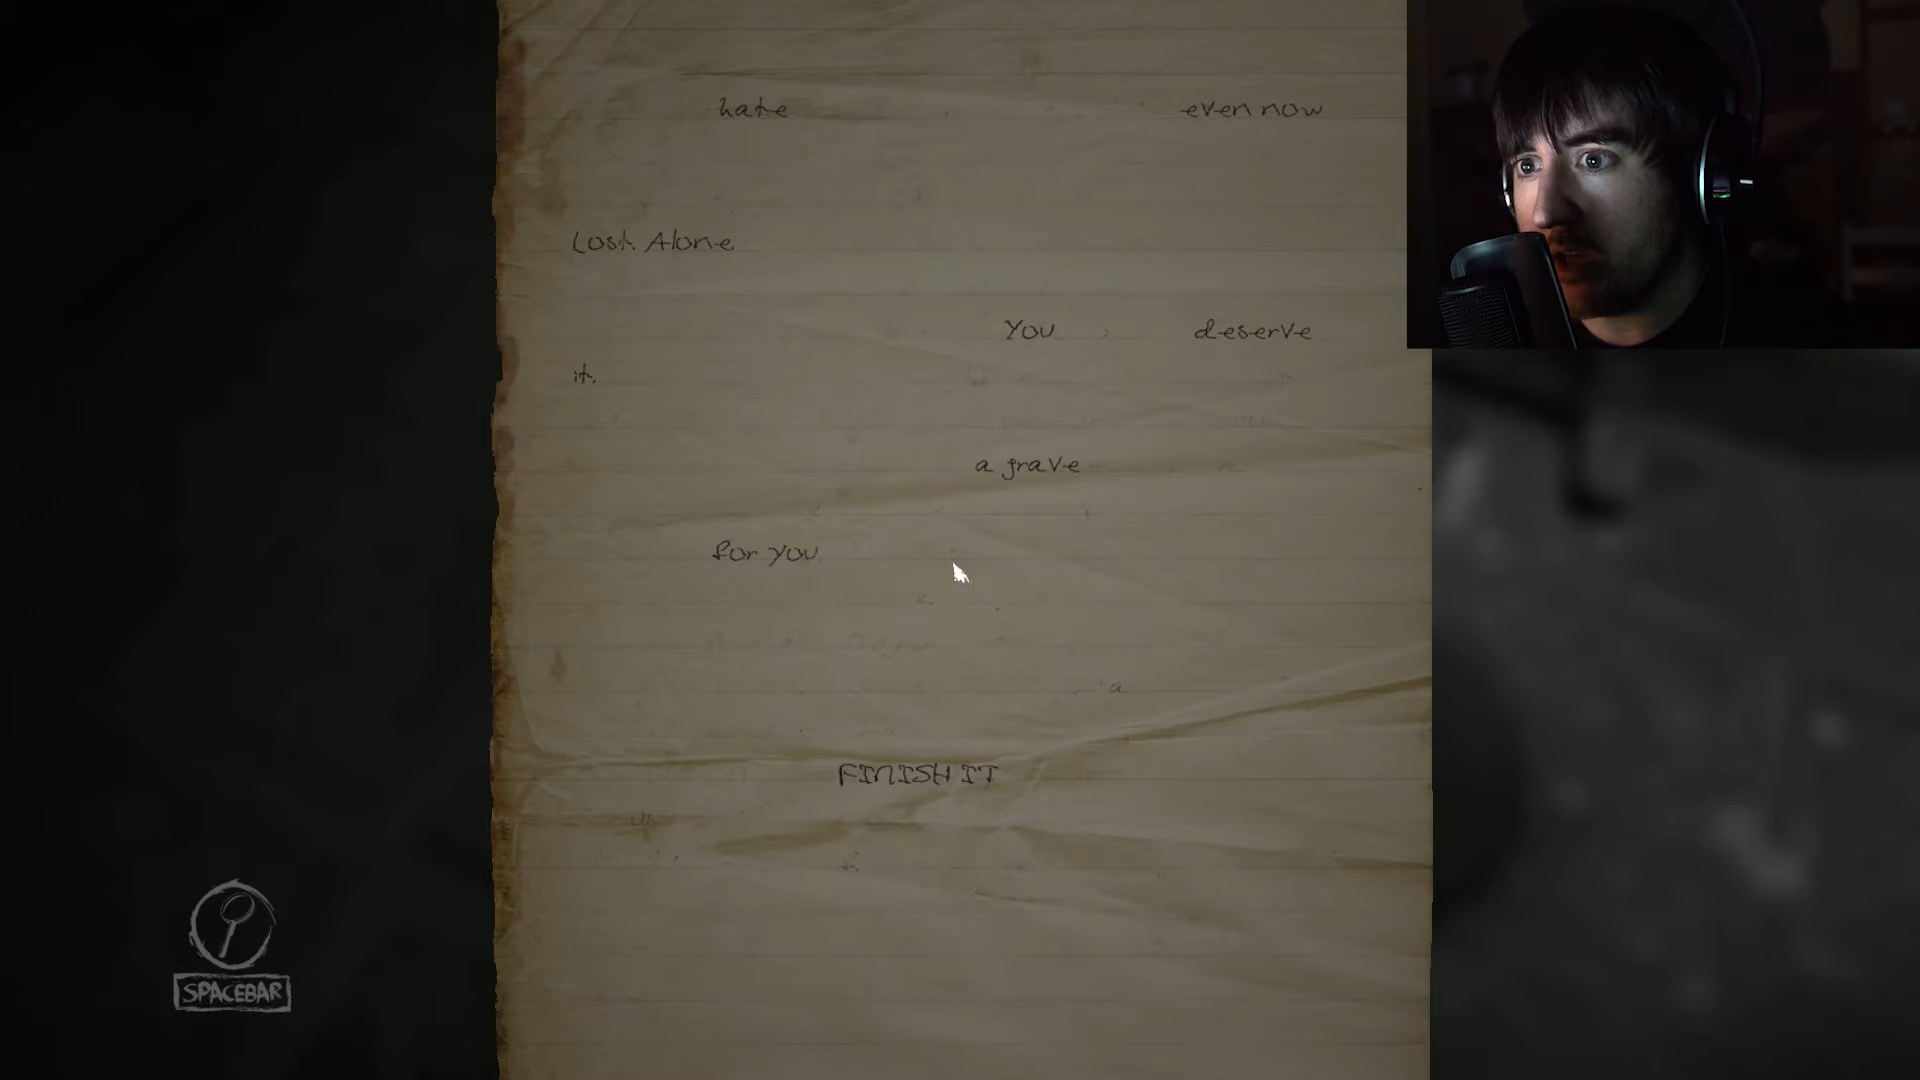 hate even now
Lost. Alone.
You deserve
it.
a grave
for you
FINISH IT
SPACEBAR